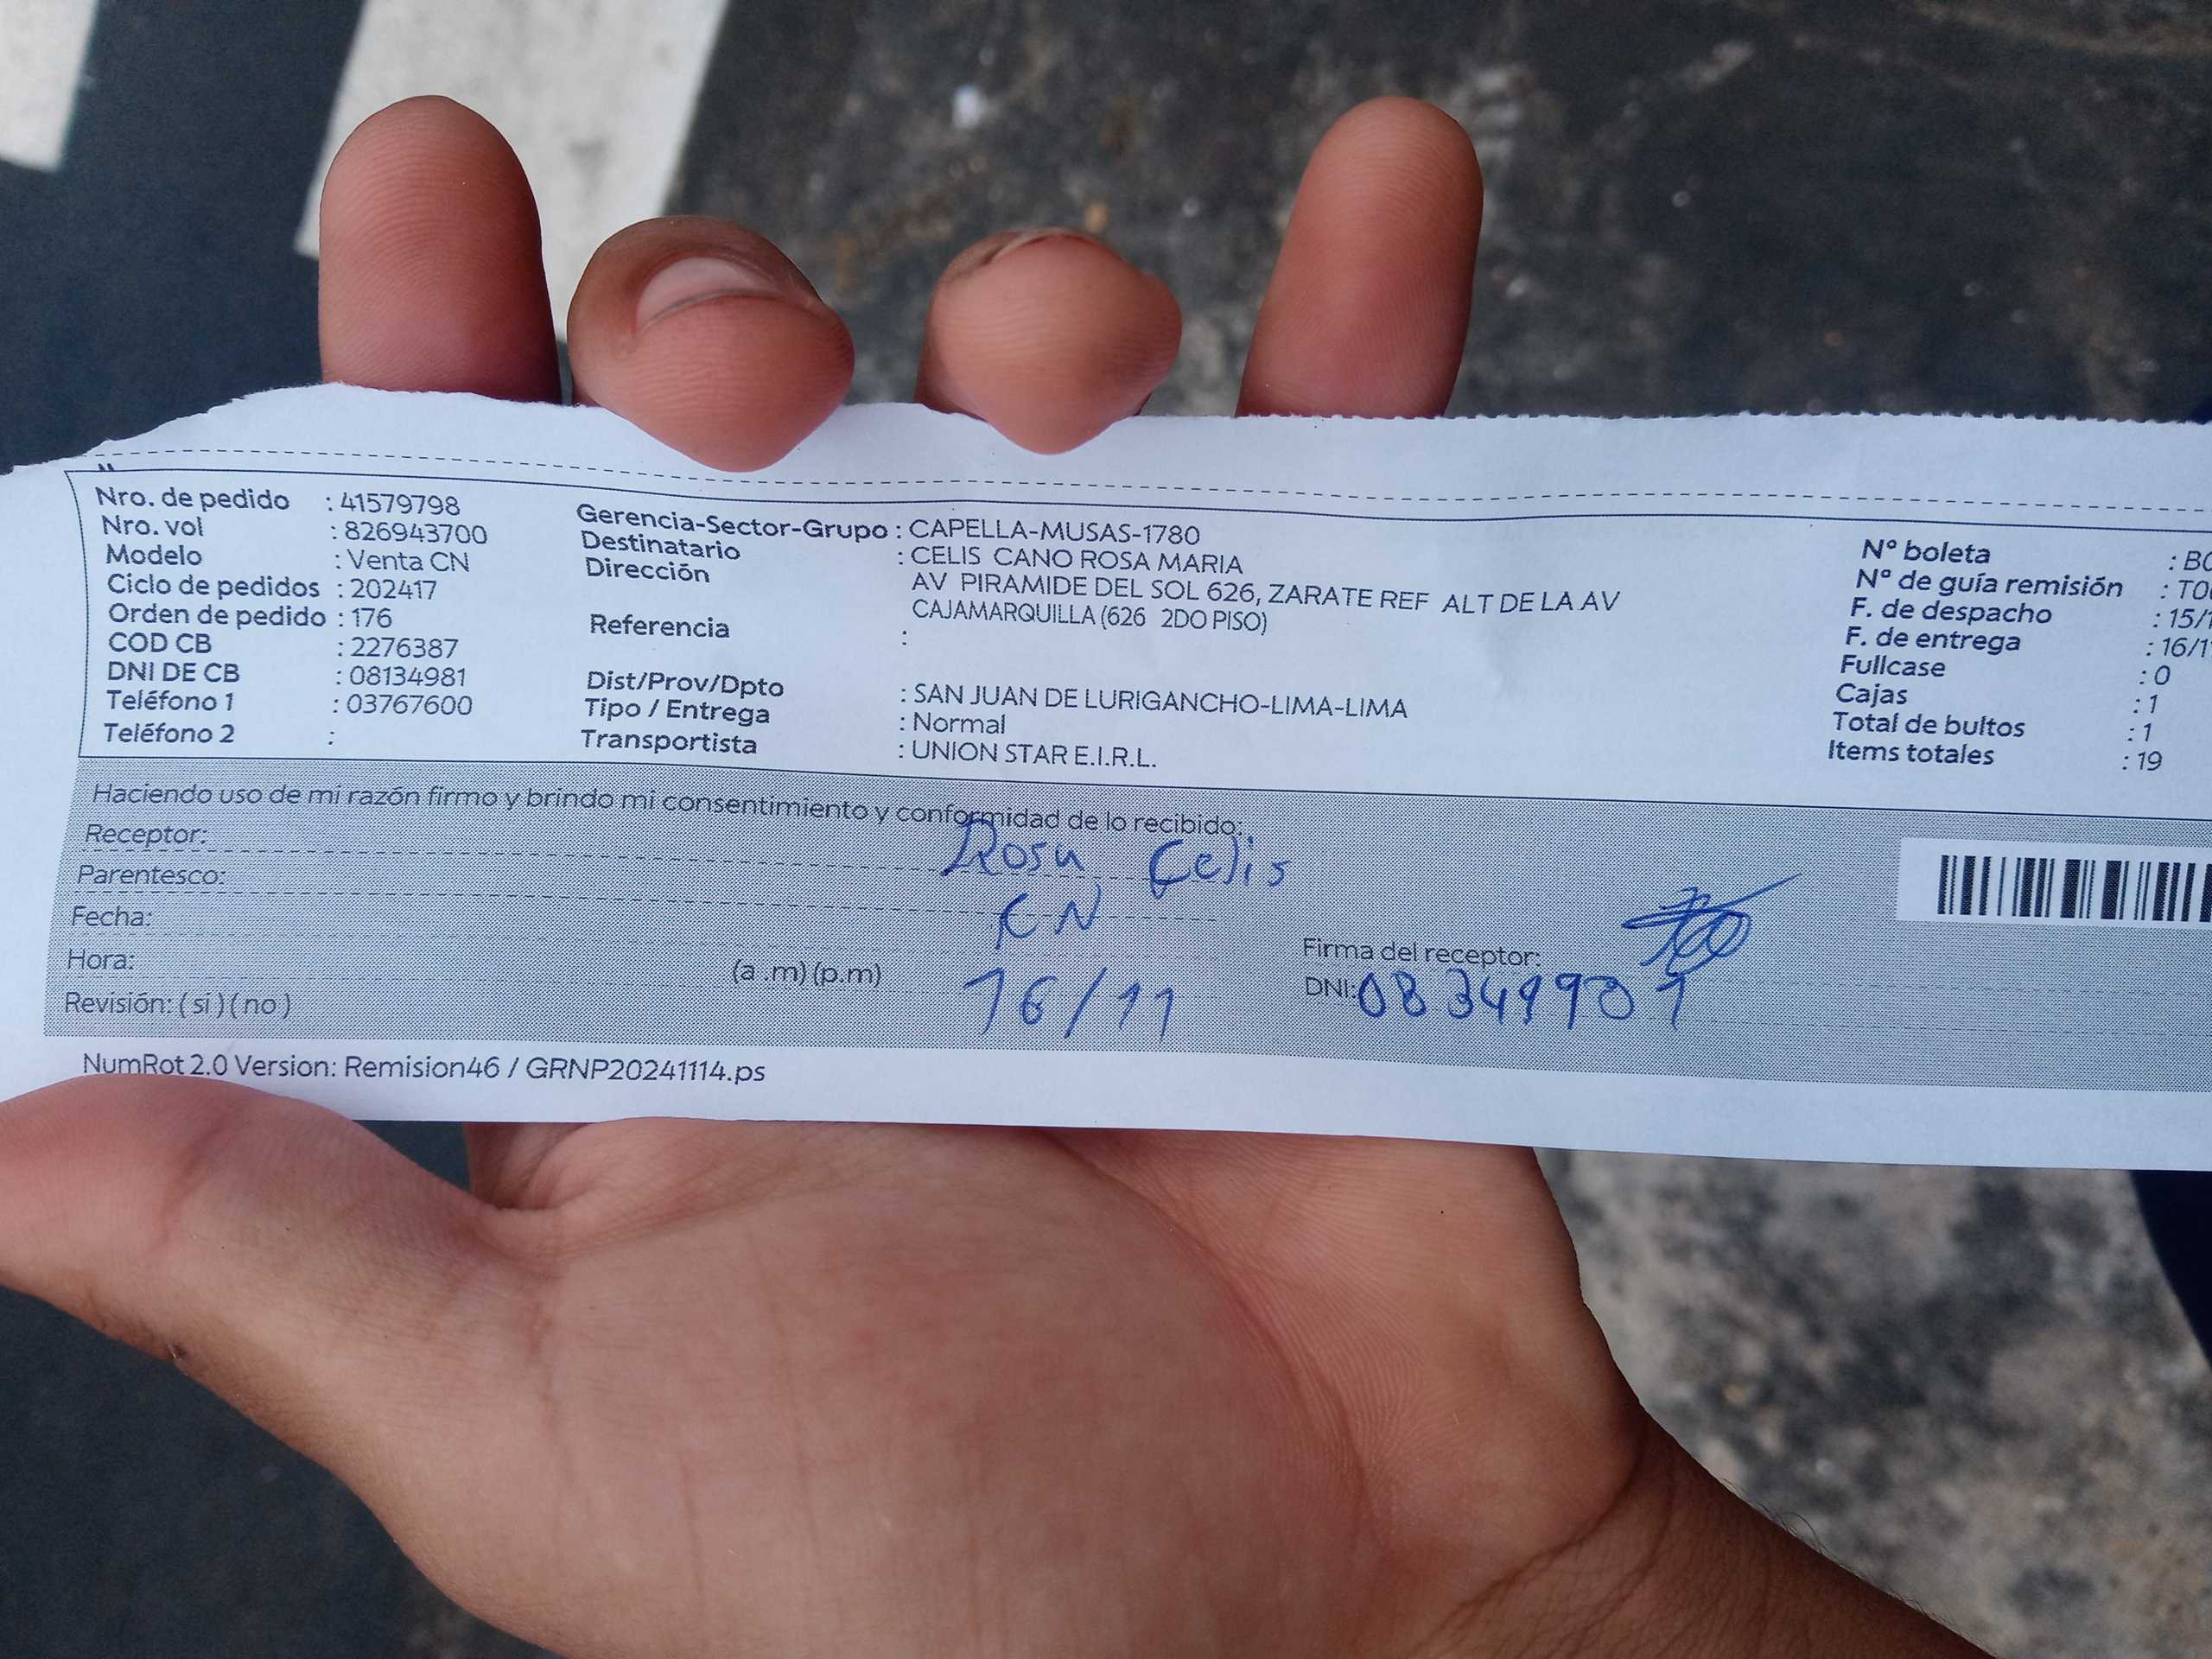 Nro. de pedido : 41579798
Nro. vol : 826943700
Modelo : Venta CN
Ciclo de pedidos : 202417
Orden de pedido : 176
COD CB : 2276387
DNI DE CB : 08134981
Teléfono 1 : 03767600
Teléfono 2 :
Gerencia-Sector-Grupo : CAPELLA-MUSAS-1780
Destinatario : CELIS CANO ROSA MARIA
Dirección AV PIRAMIDE DEL SOL 626, ZARATE REF ALT DE LA AV
CAJAMARQUILLA (626 2DO PISO)
Referencia :
Dist/Prov/Dpto : SAN JUAN DE LURIGANCHO-LIMA-LIMA
Tipo / Entrega : Normal
Transportista : UNION STAR E.I.R.L.
N° boleta : B0
N° de guía remisión : T0
F. de despacho : 15/1
F. de entrega : 16/1
Fullcase : 0
Cajas : 1
Total de bultos : 1
Items totales : 19
Haciendo uso de mi razón firmo y brindo mi consentimiento y conformidad de lo recibido:
Receptor: Rosa Celis
Parentesco: CN
Fecha: 16/11
Hora: (a .m) (p.m)
Revisión: ( si ) ( no )
Firma del receptor:
DNI:
NumRot 2.0 Version: Remision46 / GRNP20241114.ps